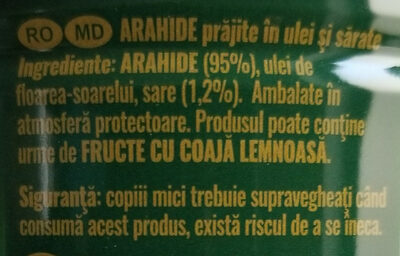 RO MD ARAHIDE prăjite în ulei și sărate
Ingrediente: ARAHIDE (95%), ulei de
floarea-soarelui, sare (1,2%). Ambalate în
atmosferă protectoare. Produsul poate conține
urme de FRUCTE CU COAJĂ LEMNOASĂ.
Siguranță: copiii mici trebuie supravegheați când
consumă acest produs, există riscul de a se îneca.